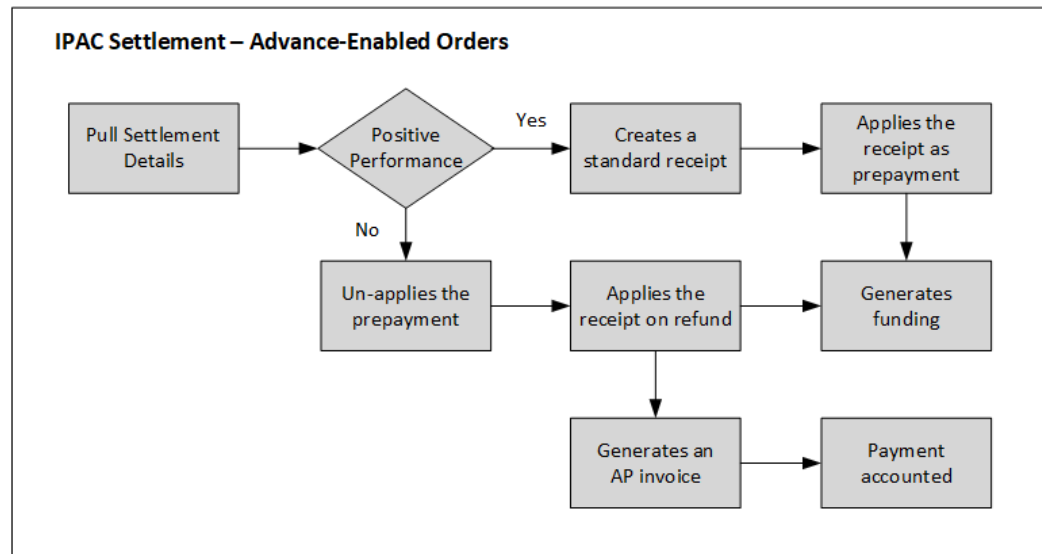 IPAC Settlement – Advance-Enabled Orders
Pull Settlement
Details
Positive
Performance
Yes
Creates a
standard receipt
Applies the
receipt as
prepayment
No
Un-applies the
prepayment
Applies the
receipt on refund
Generates
funding
Generates an
AP invoice
Payment
accounted